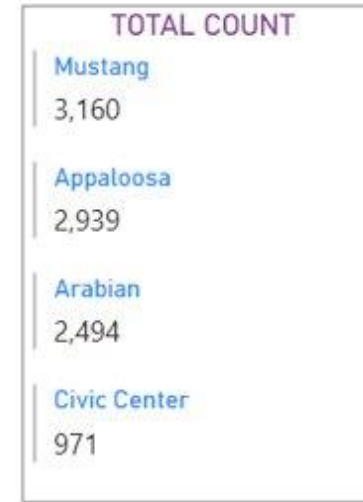 TOTAL COUNT
Mustang
3,160
Appaloosa
2,939
Arabian
2,494
Civic Center
971